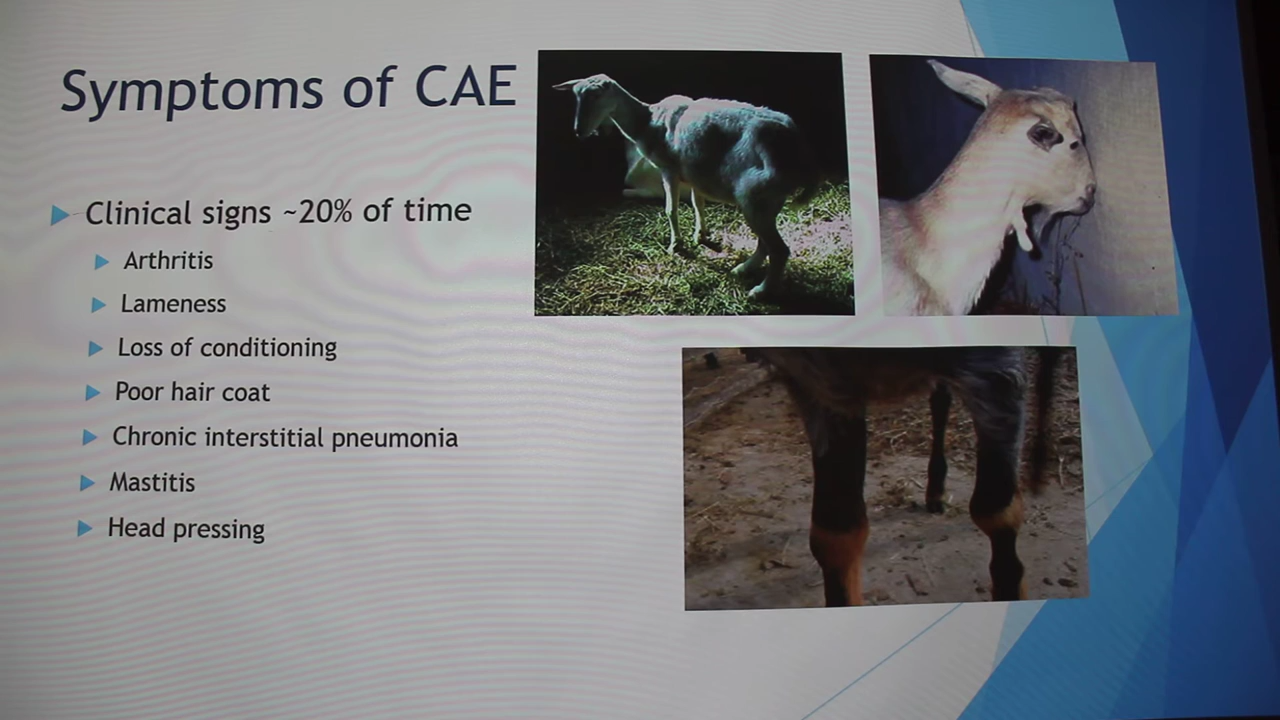 Symptoms of CAE
Clinical signs ~20% of time
Arthritis
Lameness
Loss of conditioning
Poor hair coat
Chronic interstitial pneumonia
Mastitis
Head pressing